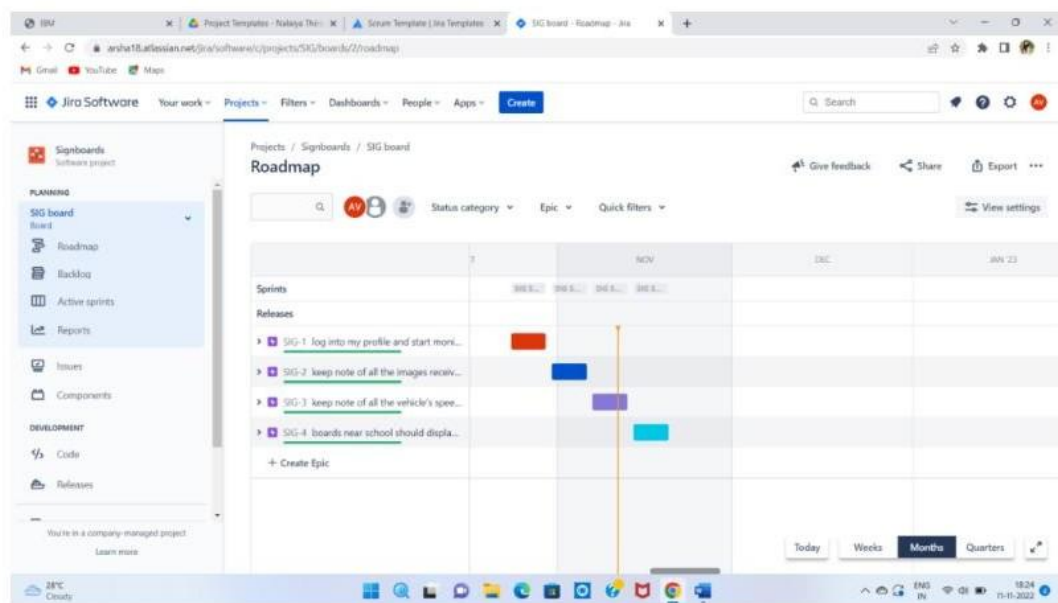 IBM
Project Templates - Nalaiya Thi
Scrum Template | Jira Templates
SIG board - Roadmap - Jira
arsha18.atlassian.net/jira/software/c/projects/SIG/boards/2/roadmap
Gmail YouTube Maps
Jira Software Your work Projects Filters Dashboards People Apps Create Search AV
Signboards
Software project
PLANNING
SIG board
Board
Roadmap
Backlog
Active sprints
Reports
Issues
Components
DEVELOPMENT
Code
Releases
You're in a company-managed project
Learn more
Projects / Signboards / SIG board
Roadmap
Give feedback Share Export
AV Status category Epic Quick filters View settings
NOV DEC JAN '23
Sprints SIG S... SIG S... SIG S... SIG S...
Releases
SIG-1 log into my profile and start moni...
SIG-2 keep note of all the images receiv...
SIG-3 keep note of all the vehicle's spee...
SIG-4 boards near school should displa...
+ Create Epic
Today Weeks Months Quarters
28°C
Cloudy
ENG
IN
18:24
11-11-2022